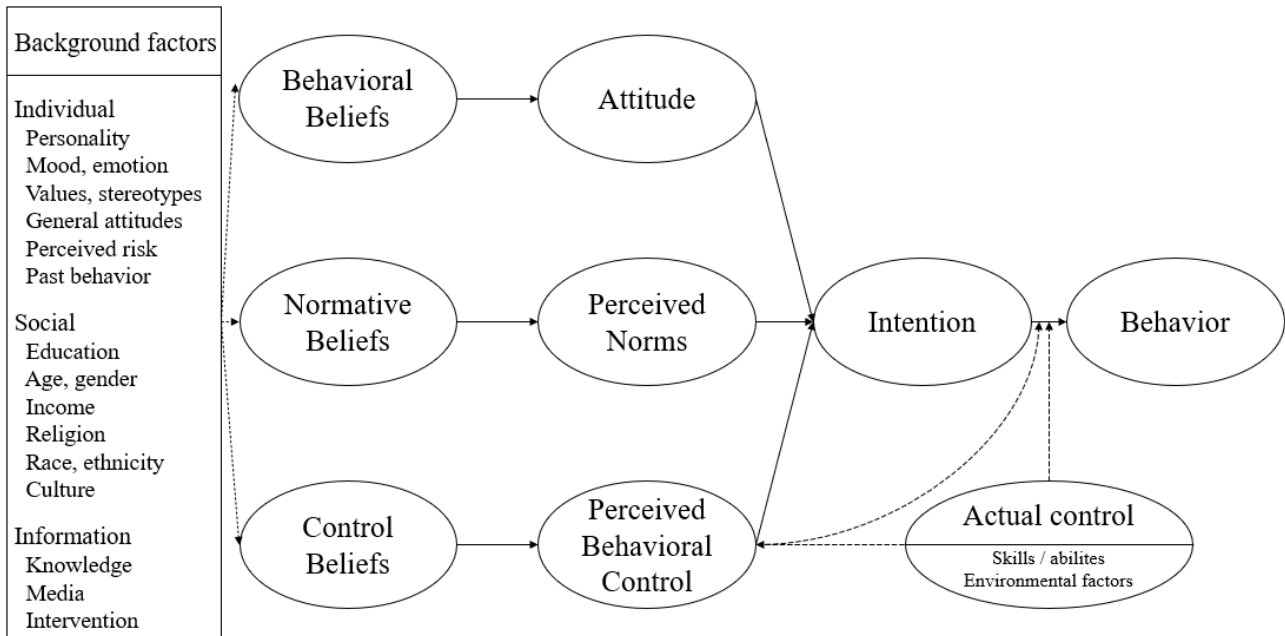 Background factors
Individual
Personality
Mood, emotion
Values, stereotypes
General attitudes
Perceived risk
Past behavior
Social
Education
Age, gender
Income
Religion
Race, ethnicity
Culture
Information
Knowledge
Media
Intervention
Behavioral
Beliefs
Attitude
Normative
Beliefs
Perceived
Norms
Intention
Behavior
Control
Beliefs
Perceived
Behavioral
Control
Actual control
Skills / abilites
Environmental factors